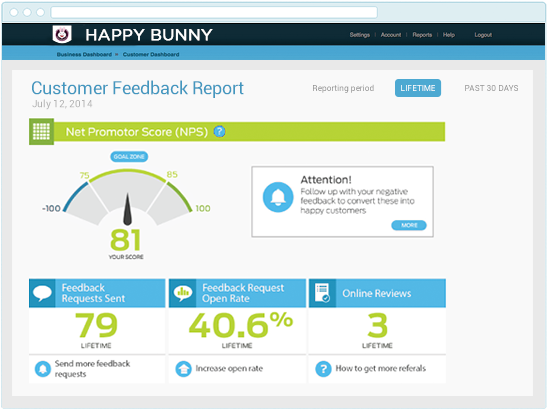 HAPPY BUNNY
Settings | Account | Reports | Help Logout
Business Dashboard » Customer Dashboard
Customer Feedback Report
July 12, 2014
Reporting period LIFETIME PAST 30 DAYS
Net Promotor Score (NPS) ?
GOAL ZONE
75 85
-100 100
81
YOUR SCORE
Attention!
Follow up with your negative
feedback to convert these into
happy customers
MORE
Feedback
Requests Sent
79
LIFETIME
Send more feedback
requests
Feedback Request
Open Rate
40.6%
LIFETIME
Increase open rate
Online Reviews
3
LIFETIME
? How to get more referrals